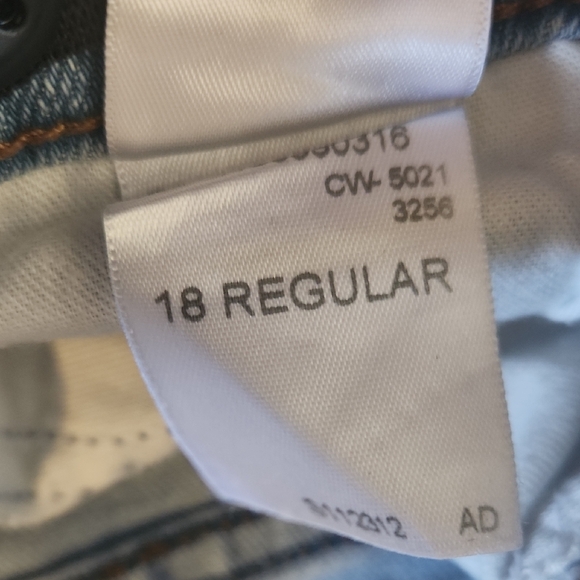 CW- 5021
3256
18 REGULAR
AD